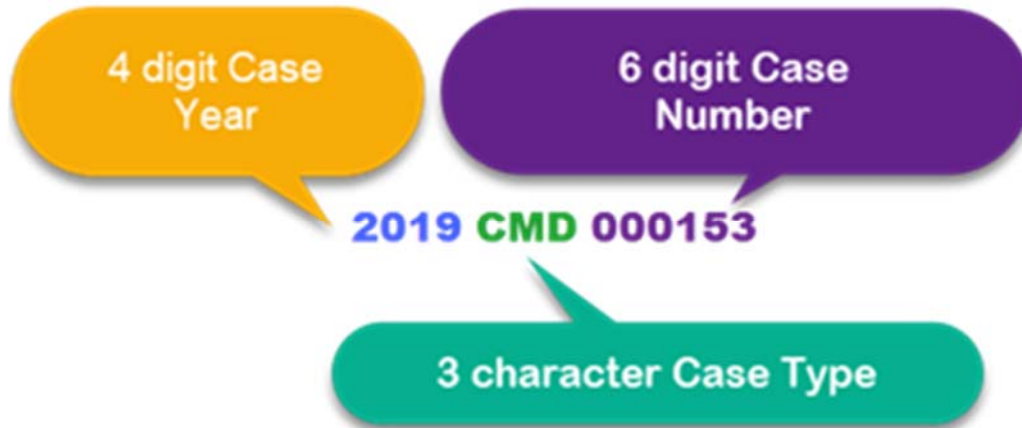 4 digit Case
Year
6 digit Case
Number
2019 CMD 000153
3 character Case Type